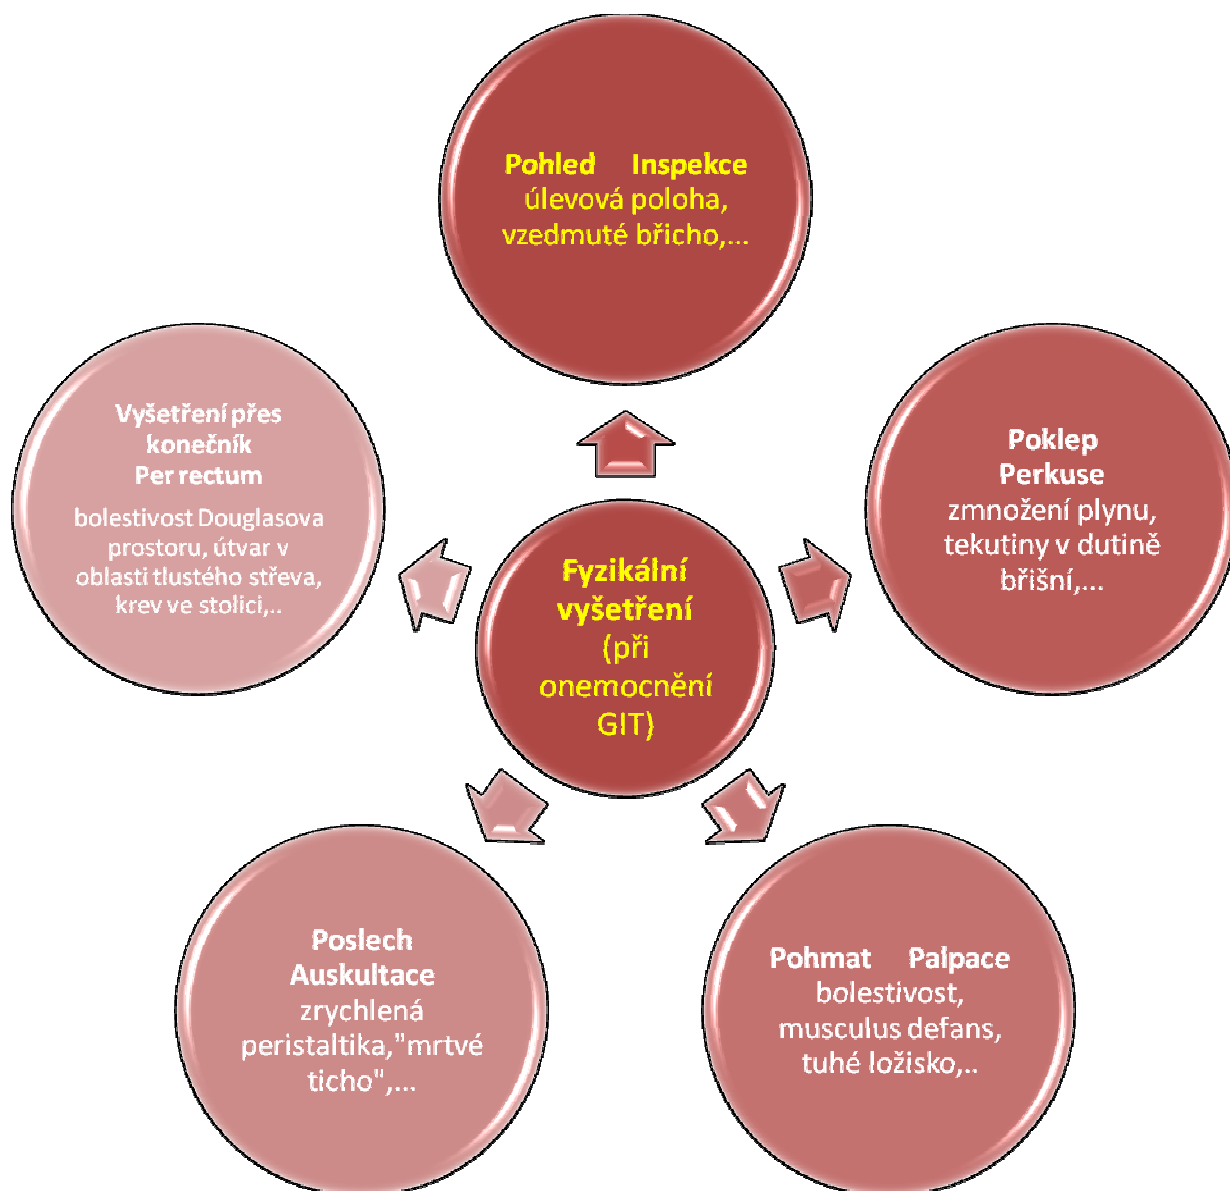 Pohled Inspekce
úlevová poloha,
vzedmuté břicho,...
Vyšetření přes
konečník
Per rectum
bolestivost Douglasova
prostoru, útvar v
oblasti tlustého střeva,
krev ve stolici,..
Poklep
Perkuse
zmnožení plynu,
tekutiny v dutině
břišní,...
Fyzikální
vyšetření
(při
onemocnění
GIT)
Poslech
Auskultace
zrychlená
peristaltika,"mrtvé
ticho",...
Pohmat Palpace
bolestivost,
musculus defans,
tuhé ložisko,..